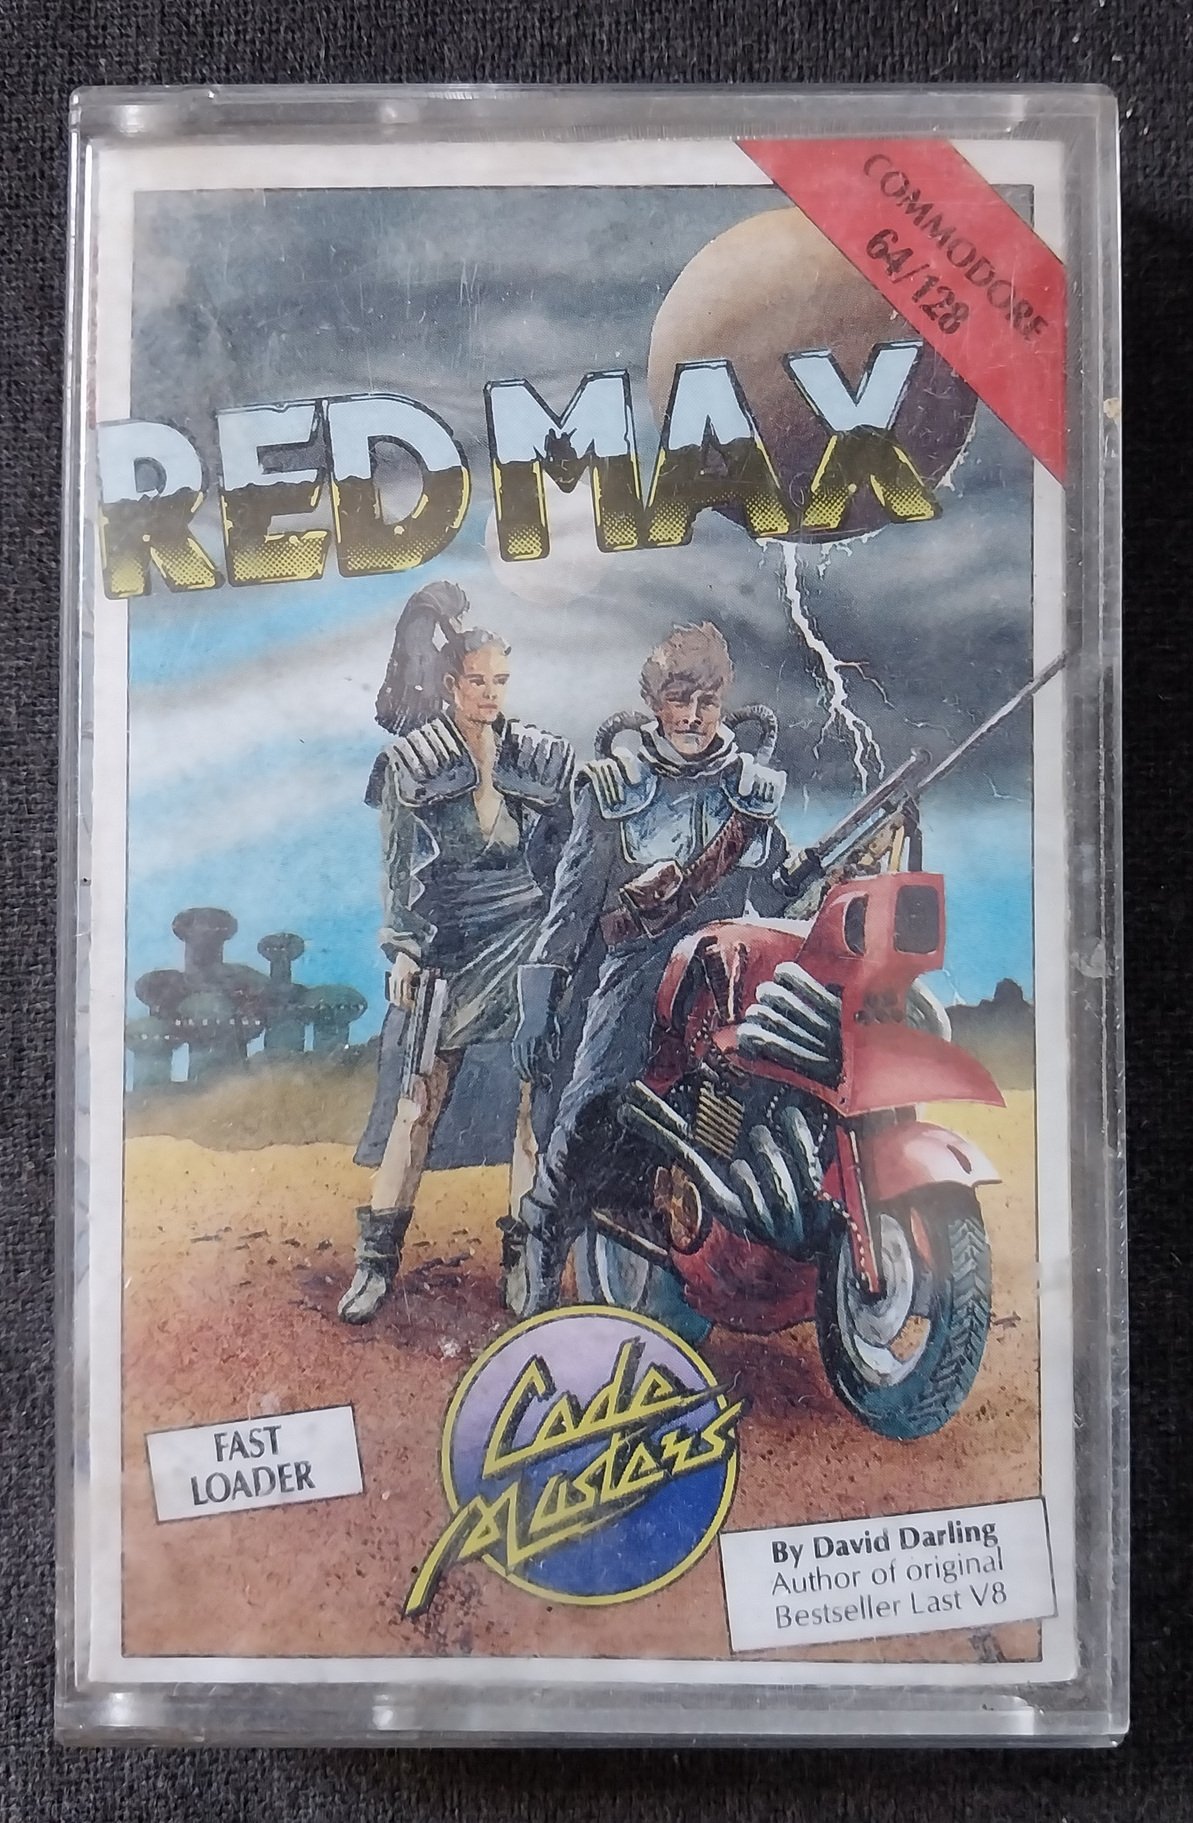 COMMODORE
64/128
RED MAX
FAST
LOADER
Code
Masters
By David Darling
Author of original
Bestseller Last V8